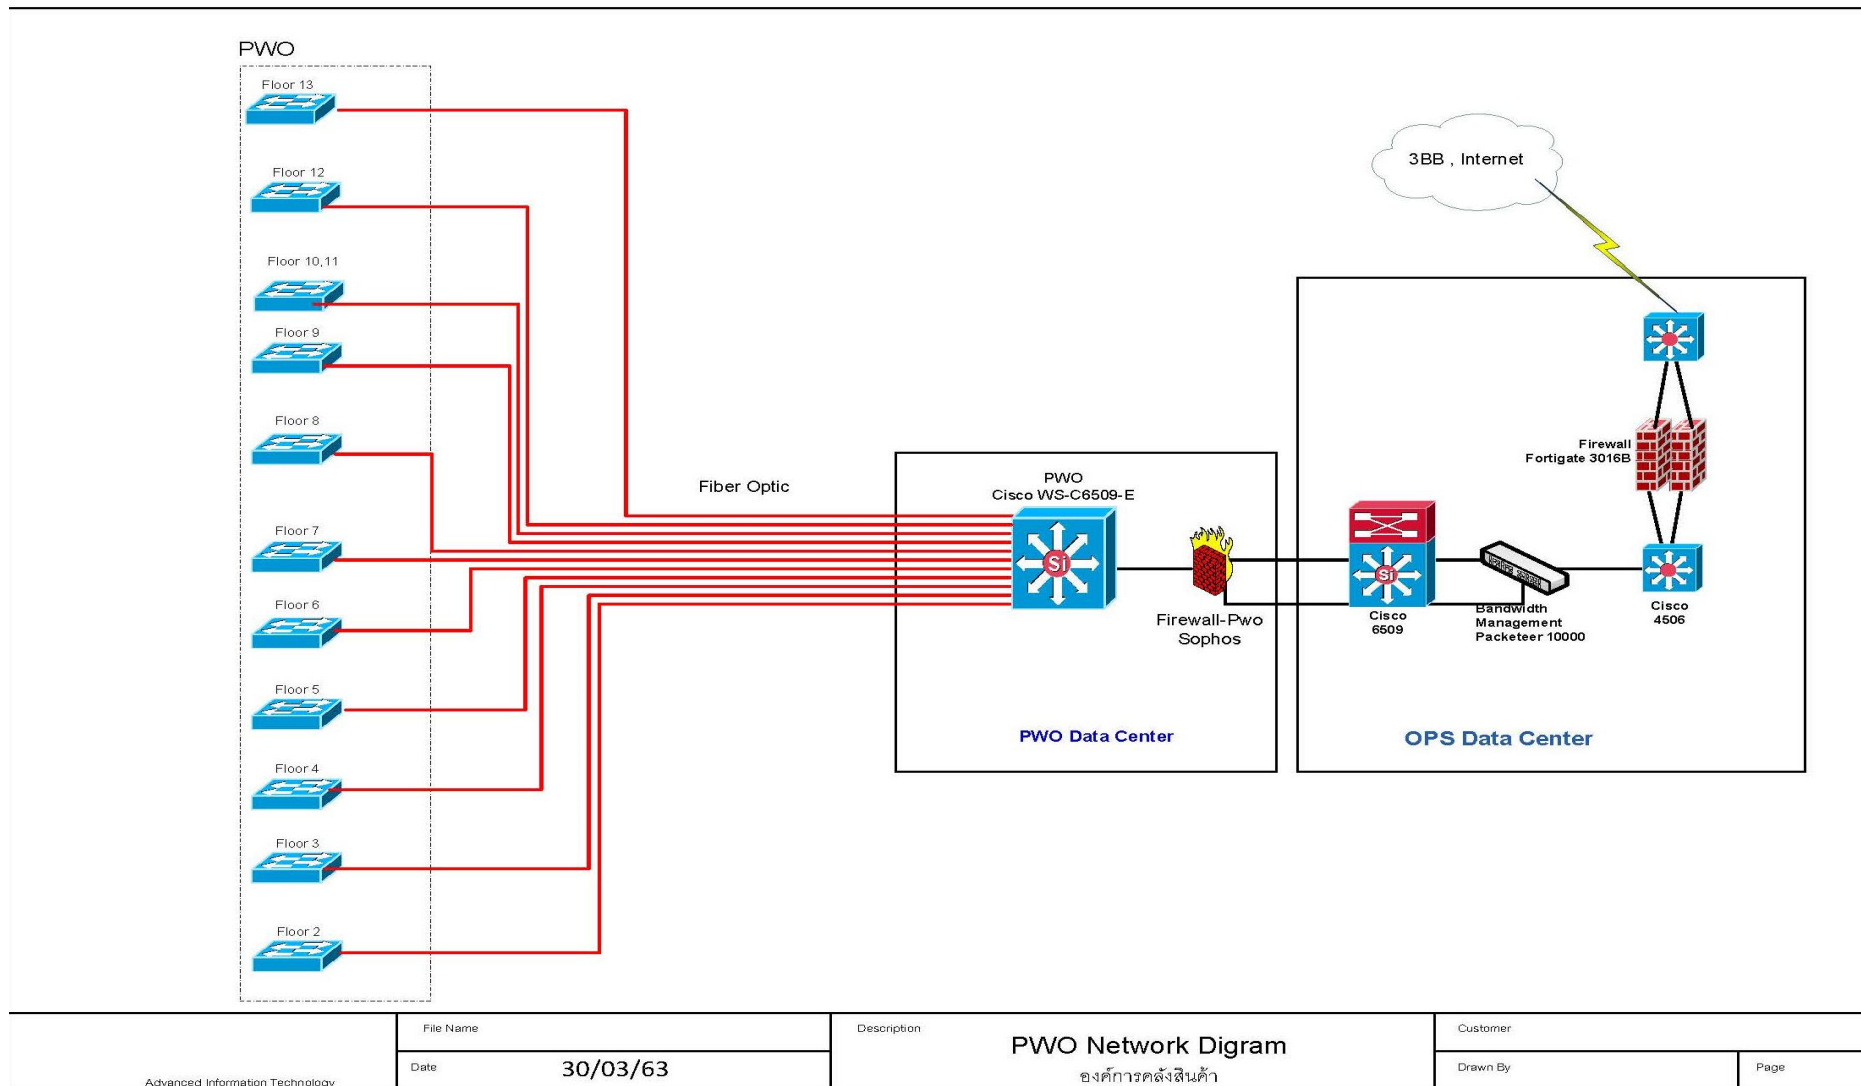 PWO
Floor 13
Floor 12
Floor 10,11
Floor 9
Floor 8
Floor 7
Floor 6
Floor 5
Floor 4
Floor 3
Floor 2
Fiber Optic
PWO
Cisco WS-C6509-E
Si
Firewall-Pwo
Sophos
PWO Data Center
3BB , Internet
Firewall
Fortigate 3016B
Si
Cisco
6509
Bandwidth
Management
Packeteer 10000
Cisco
4506
OPS Data Center
Advanced Information Technology
File Name
Date
30/03/63
Description
PWO Network Digram
องค์การคลังสินค้า
Customer
Drawn By
Page